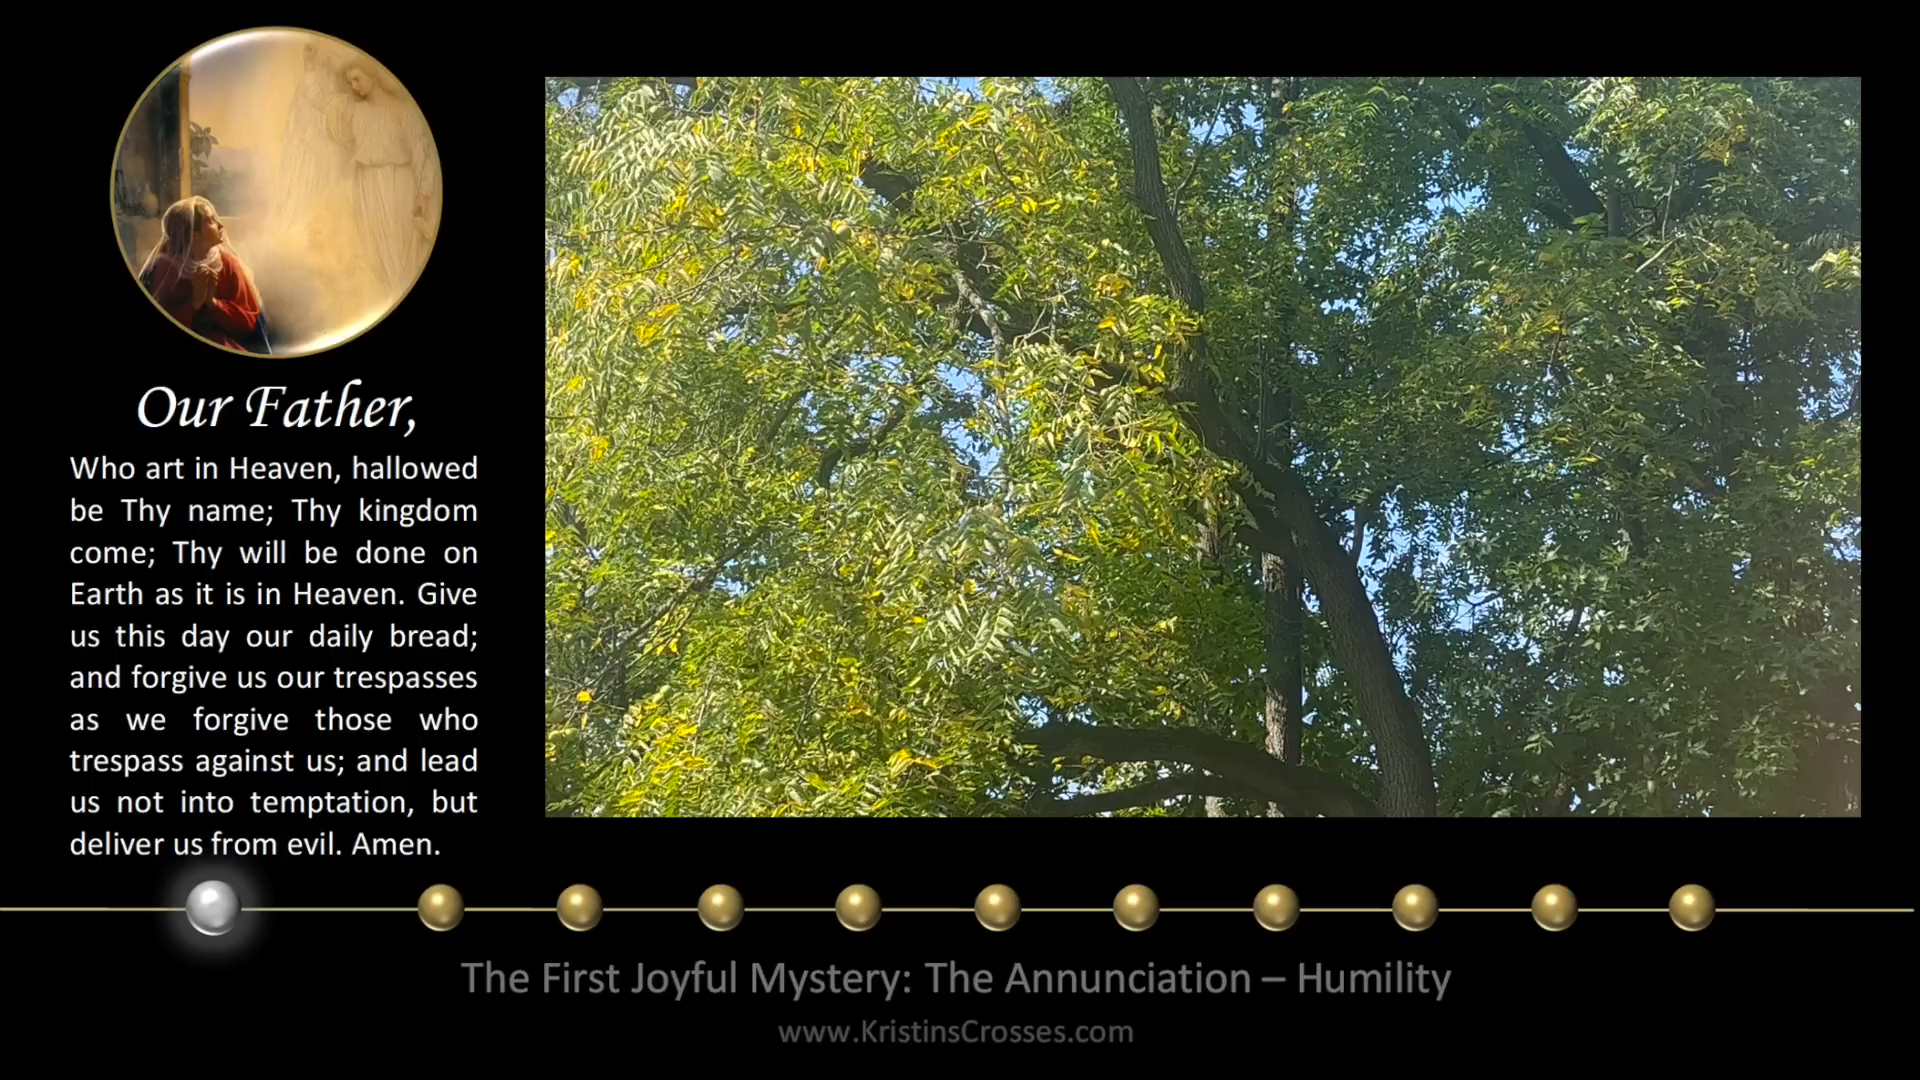 Our Father,
Who art in Heaven, hallowed
be Thy name; Thy kingdom
come; Thy will be done on
Earth as it is in Heaven. Give
us this day our daily bread;
and forgive us our trespasses
as we forgive those who
trespass against us; and lead
us not into temptation, but
deliver us from evil. Amen.
The First Joyful Mystery: The Annunciation – Humility
www.KristinsCrosses.com